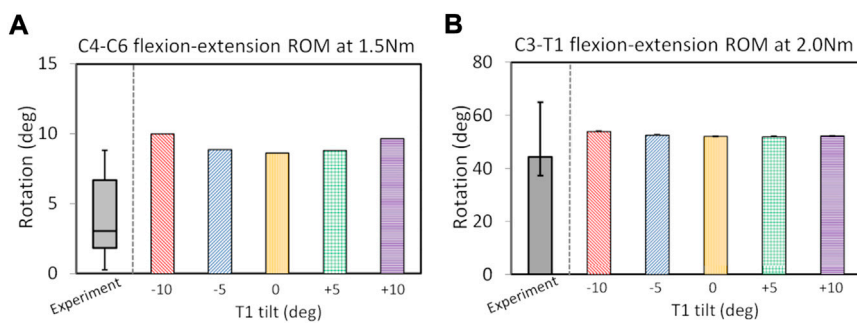 A
C4-C6 flexion-extension ROM at 1.5Nm
15
10
5
0
Rotation (deg)
Experiment
-10 -5 0 +5 +10
T1 tilt (deg)
B
C3-T1 flexion-extension ROM at 2.0Nm
80
60
40
20
0
Rotation (deg)
Experiment
-10 -5 0 +5 +10
T1 tilt (deg)